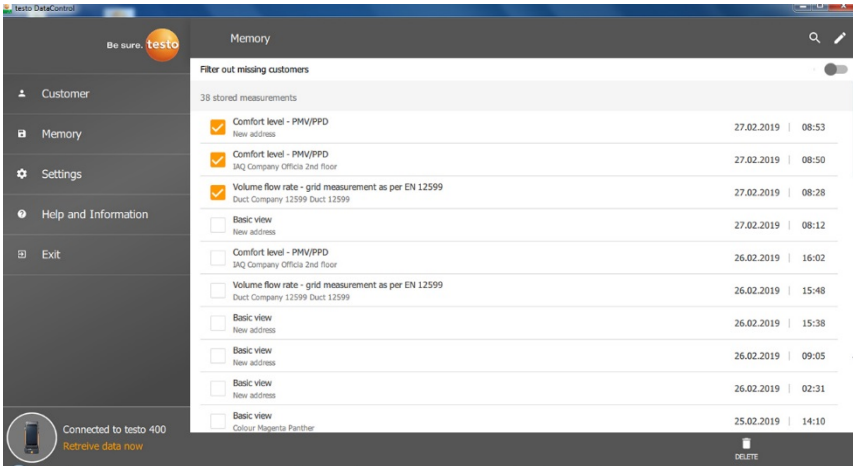 testo DataControl
Be sure. testo
Memory
Customer
Memory
Settings
Help and Information
Exit
Connected to testo 400
Retreive data now
Filter out missing customers
38 stored measurements
Comfort level - PMV/PPD
New address
27.02.2019 | 08:53
Comfort level - PMV/PPD
IAQ Company Officia 2nd floor
27.02.2019 | 08:50
Volume flow rate - grid measurement as per EN 12599
Duct Company 12599 Duct 12599
27.02.2019 | 08:28
Basic view
New address
27.02.2019 | 08:12
Comfort level - PMV/PPD
IAQ Company Officia 2nd floor
26.02.2019 | 16:02
Volume flow rate - grid measurement as per EN 12599
Duct Company 12599 Duct 12599
26.02.2019 | 15:48
Basic view
New address
26.02.2019 | 15:38
Basic view
New address
26.02.2019 | 09:05
Basic view
New address
26.02.2019 | 02:31
Basic view
Colour Magenta Panther
25.02.2019 | 14:10
DELETE